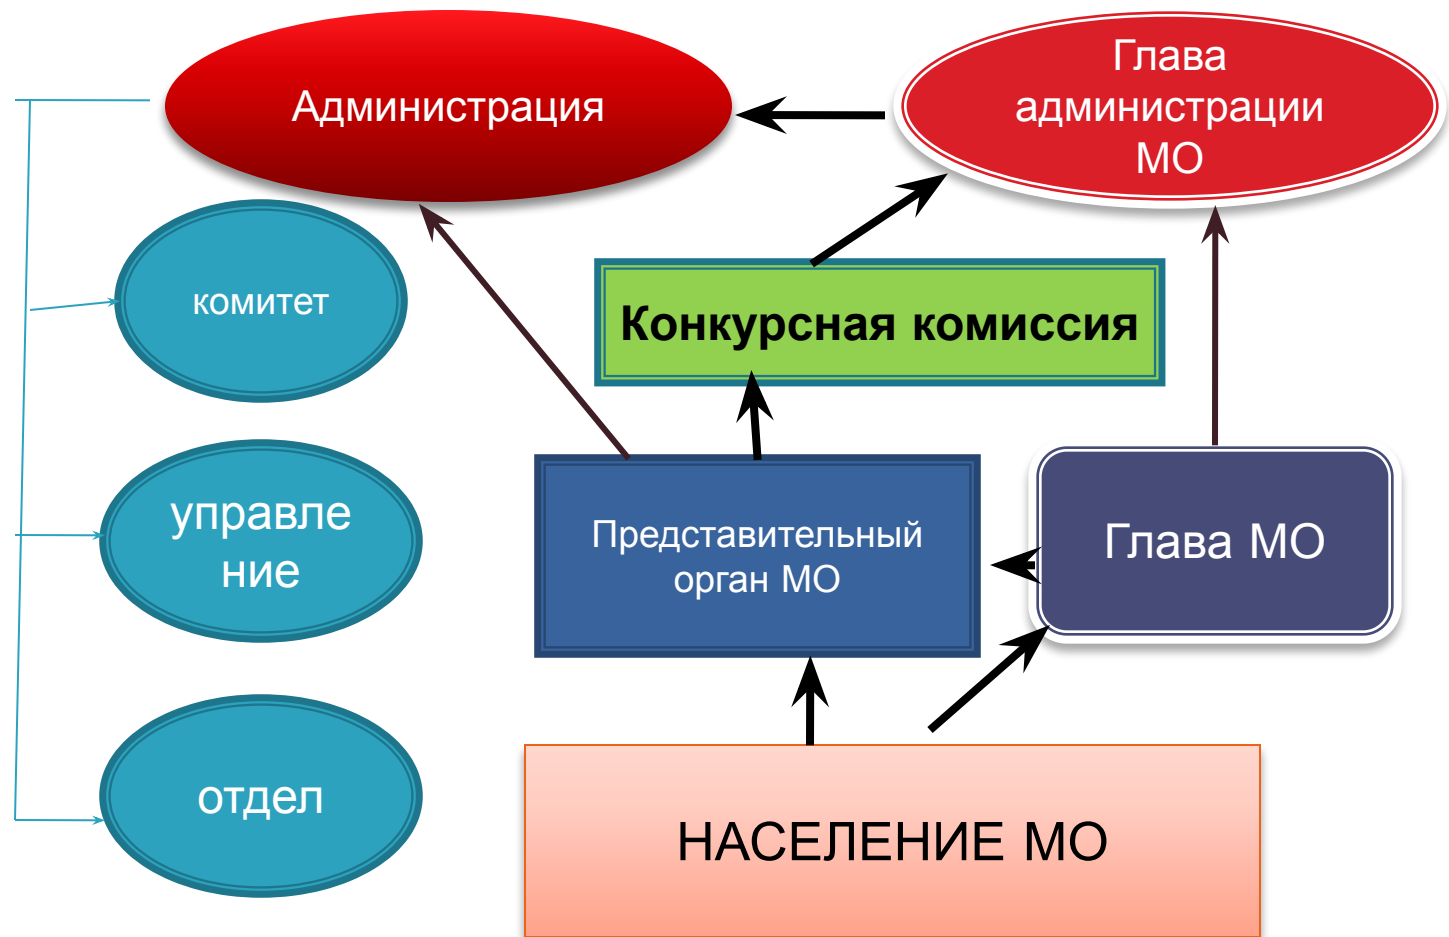 Администрация
Глава
администрации
МО
комитет
Конкурсная комиссия
управле
ние
Представительный
орган МО
Глава МО
отдел
НАСЕЛЕНИЕ МО